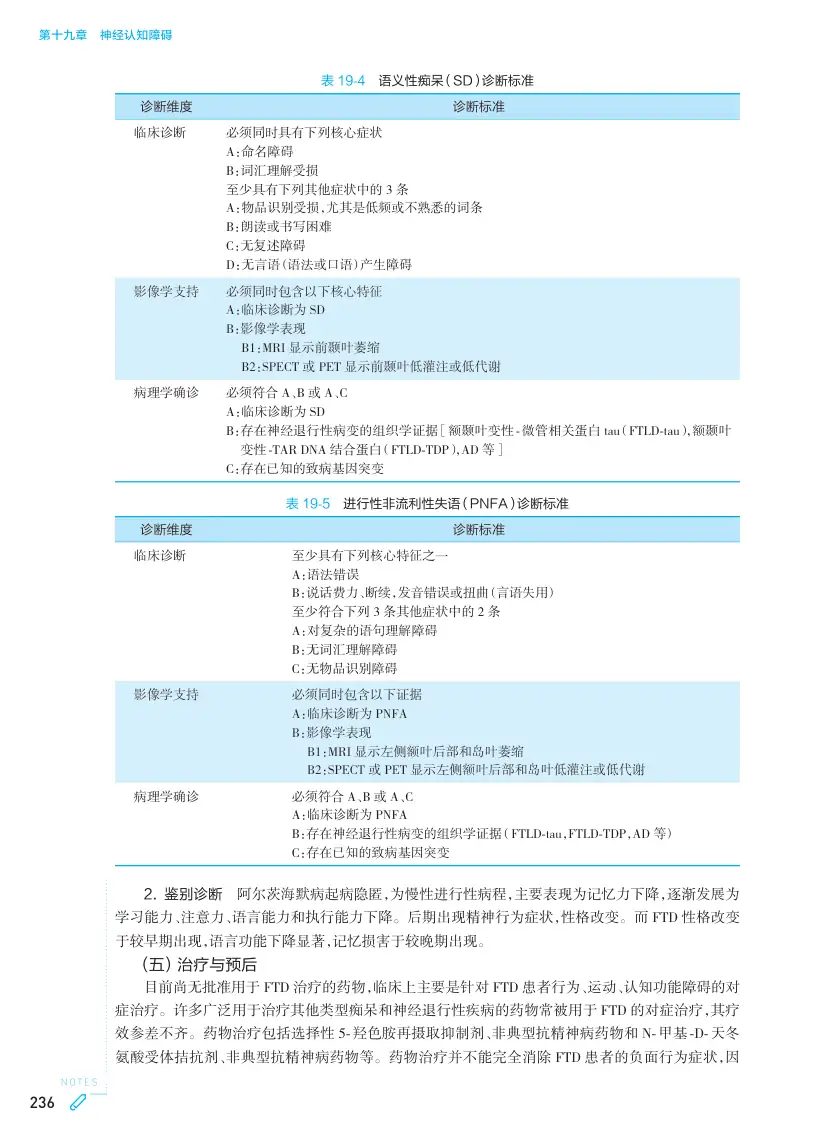 第十九章 神经认知障碍
表 19-4 语义性痴呆(SD)诊断标准
诊断维度 诊断标准
临床诊断 必须同时具有下列核心症状
A:命名障碍
B:词汇理解受损
至少具有下列其他症状中的 3 条
A:物品识别受损,尤其是低频或不熟悉的词条
B:朗读或书写困难
C:无复述障碍
D:无言语(语法或口语)产生障碍
影像学支持 必须同时包含以下核心特征
A:临床诊断为 SD
B:影像学表现
B1:MRI 显示前颞叶萎缩
B2:SPECT 或 PET 显示前颞叶低灌注或低代谢
病理学确诊 必须符合 A、B 或 A、C
A:临床诊断为 SD
B:存在神经退行性病变的组织学证据[ 额颞叶变性-微管相关蛋白 tau(FTLD-tau),额颞叶
变性-TAR DNA 结合蛋白(FTLD-TDP),AD 等 ]
C:存在已知的致病基因突变
表 19-5 进行性非流利性失语(PNFA)诊断标准
诊断维度 诊断标准
临床诊断 至少具有下列核心特征之一
A:语法错误
B:说话费力、断续,发音错误或扭曲(言语失用)
至少符合下列 3 条其他症状中的 2 条
A:对复杂的语句理解障碍
B:无词汇理解障碍
C:无物品识别障碍
影像学支持 必须同时包含以下证据
A:临床诊断为 PNFA
B:影像学表现
B1:MRI 显示左侧额叶后部和岛叶萎缩
B2:SPECT 或 PET 显示左侧额叶后部和岛叶低灌注或低代谢
病理学确诊 必须符合 A、B 或 A、C
A:临床诊断为 PNFA
B:存在神经退行性病变的组织学证据(FTLD-tau,FTLD-TDP,AD 等)
C:存在已知的致病基因突变
2. 鉴别诊断 阿尔茨海默病起病隐匿,为慢性进行性病程,主要表现为记忆力下降,逐渐发展为
学习能力、注意力、语言能力和执行能力下降。后期出现精神行为症状,性格改变。而 FTD 性格改变
于较早期出现,语言功能下降显著,记忆损害于较晚期出现。
(五)治疗与预后
目前尚无批准用于 FTD 治疗的药物,临床上主要是针对 FTD 患者行为、运动、认知功能障碍的对
症治疗。许多广泛用于治疗其他类型痴呆和神经退行性疾病的药物常被用于 FTD 的对症治疗,其疗
效参差不齐。药物治疗包括选择性 5-羟色胺再摄取抑制剂、非典型抗精神病药物和 N-甲基-D-天冬
氨酸受体拮抗剂、非典型抗精神病药物等。药物治疗并不能完全消除 FTD 患者的负面行为症状,因
NOTES
236